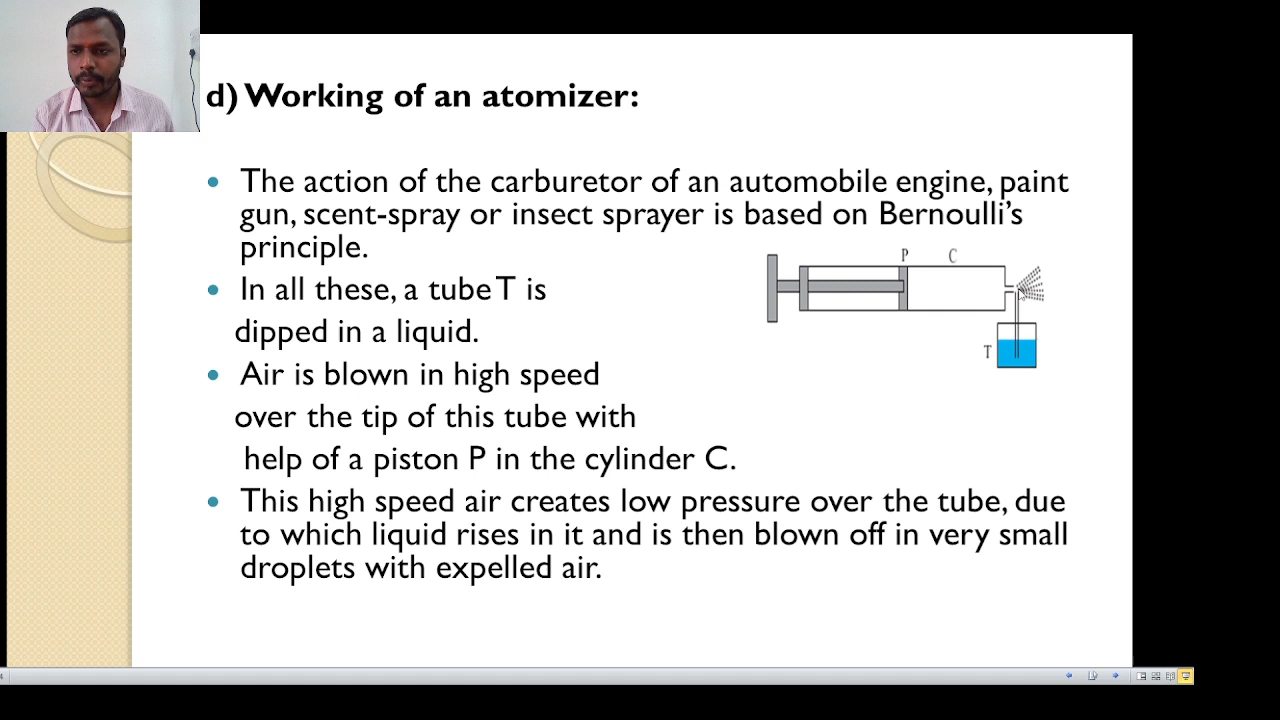 d) Working of an atomizer:
The action of the carburetor of an automobile engine, paint
gun, scent-spray or insect sprayer is based on Bernoulli's
principle.
P C
In all these, a tube T is
dipped in a liquid.
T
Air is blown in high speed
over the tip of this tube with
help of a piston P in the cylinder C.
This high speed air creates low pressure over the tube, due
to which liquid rises in it and is then blown off in very small
droplets with expelled air.